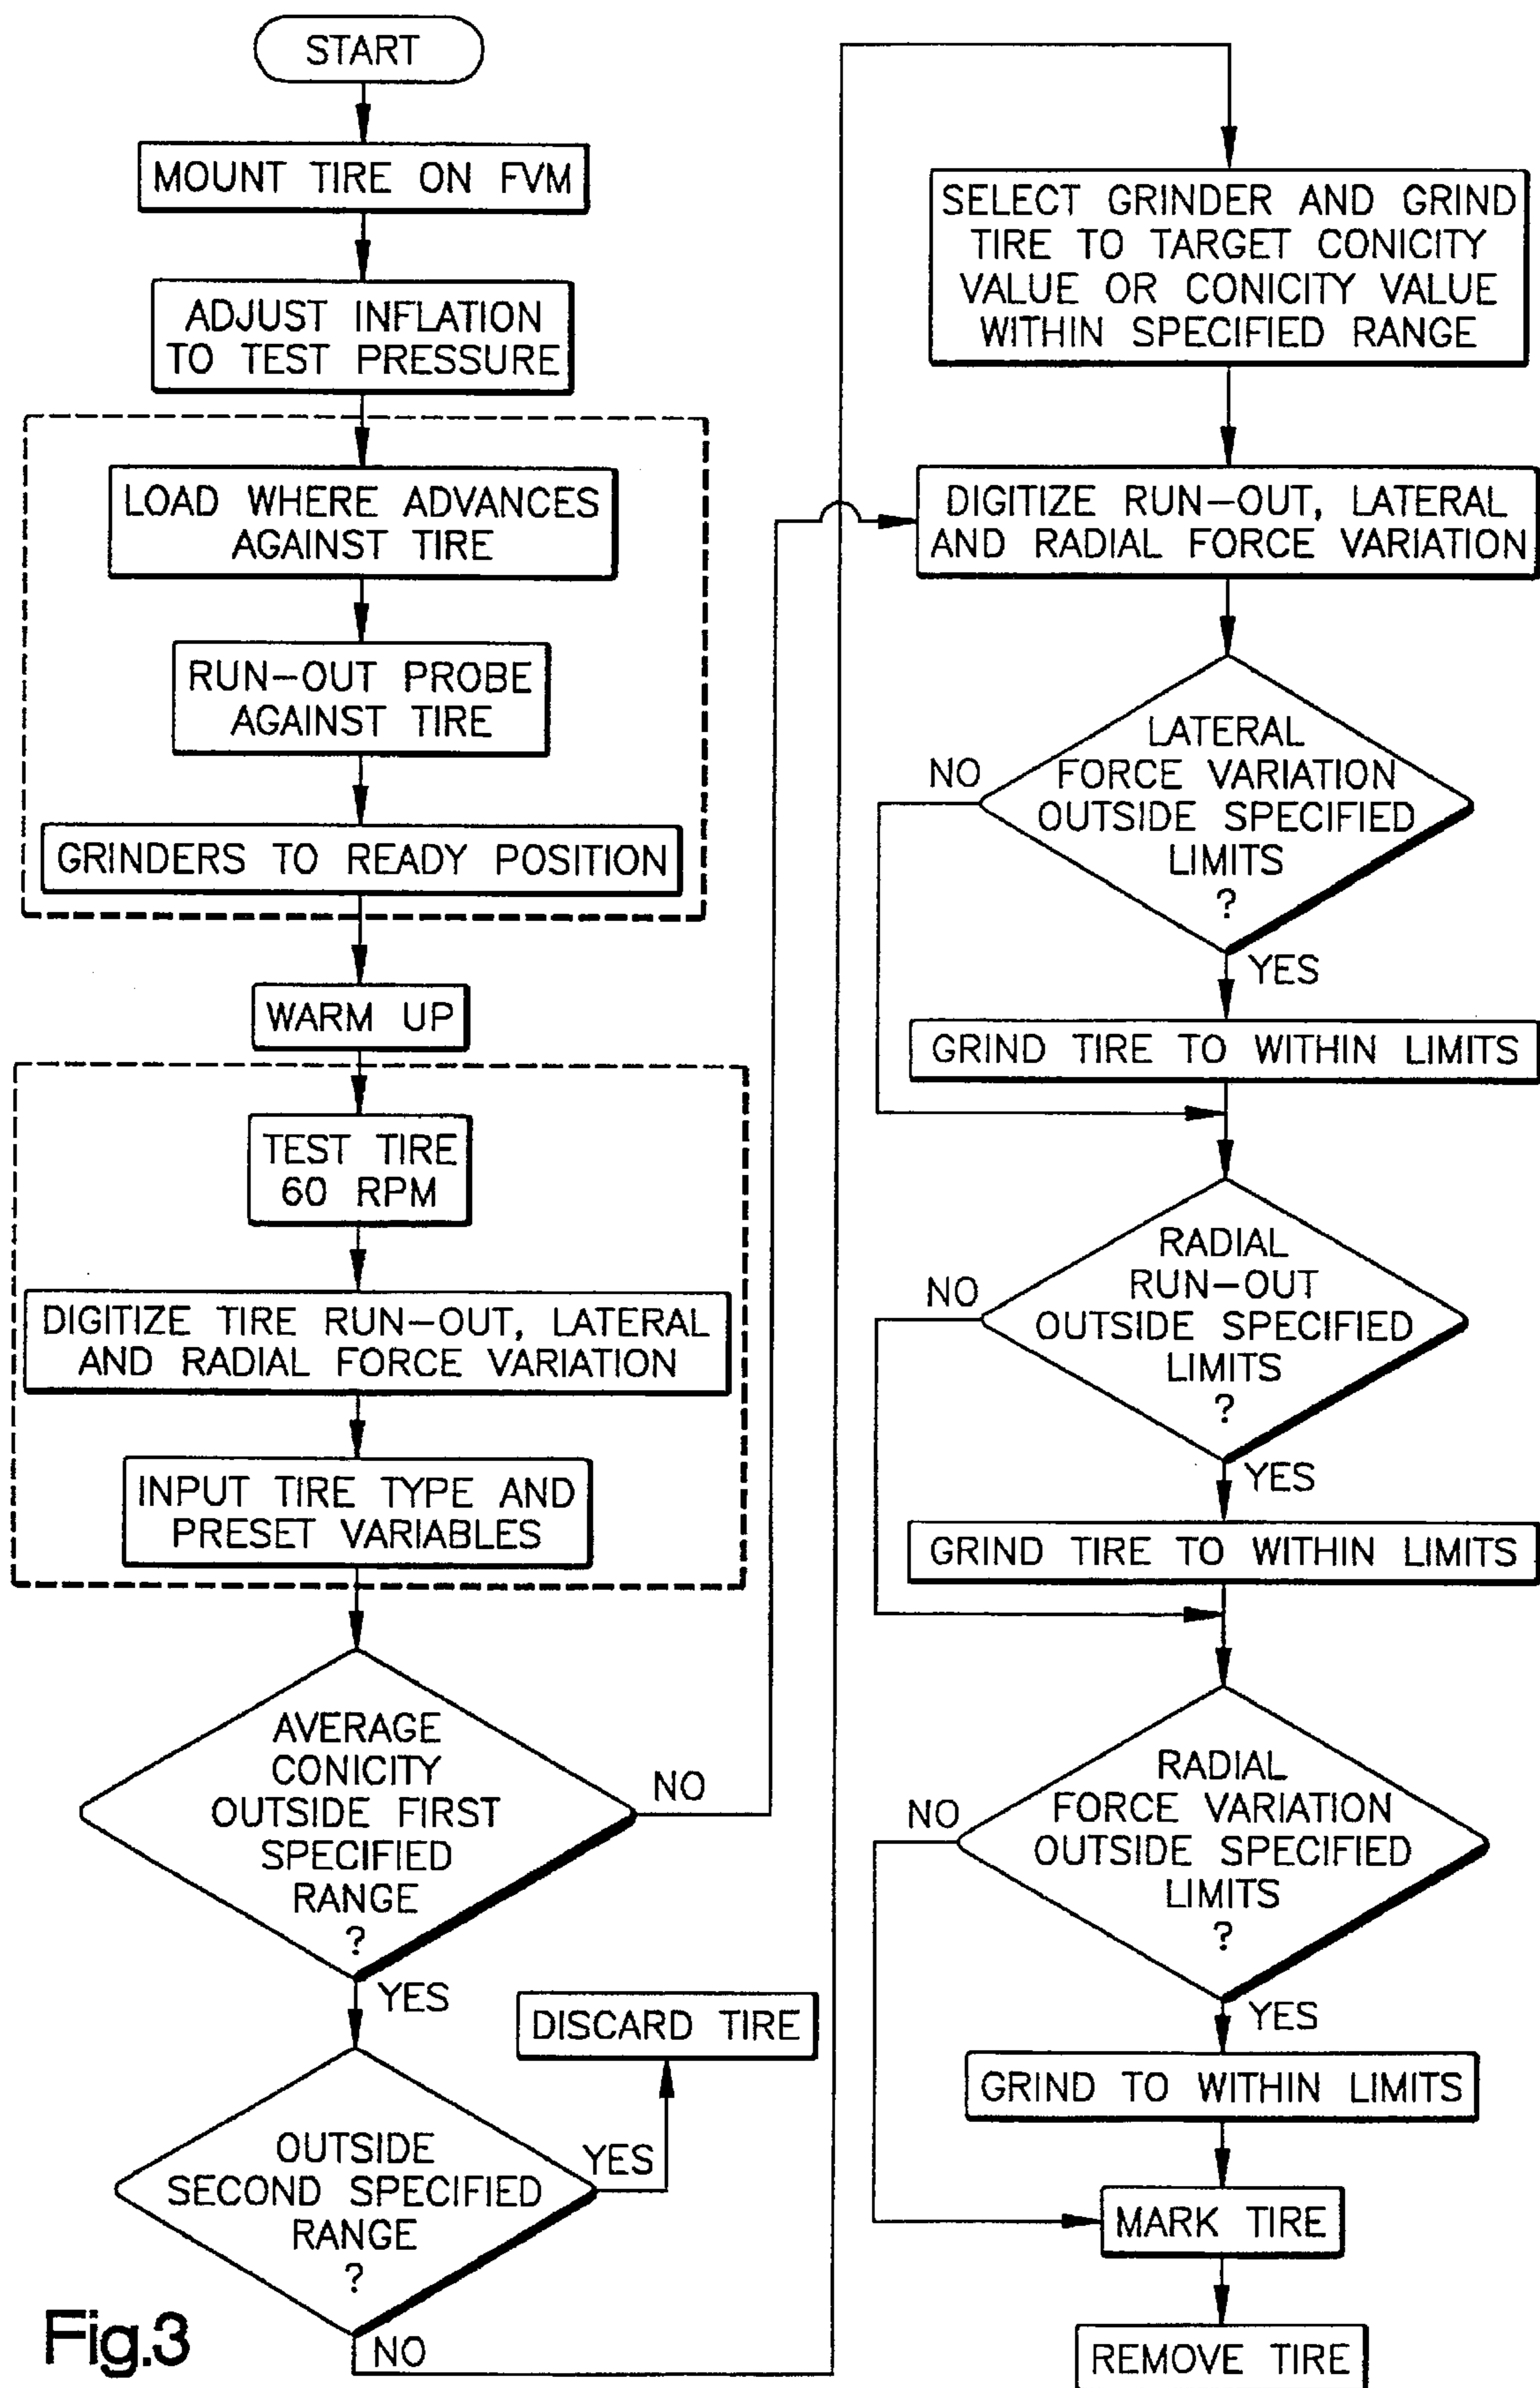 START
MOUNT TIRE ON FVM
ADJUST INFLATION
TO TEST PRESSURE
LOAD WHERE ADVANCES
AGAINST TIRE
RUN-OUT PROBE
AGAINST TIRE
GRINDERS TO READY POSITION
WARM UP
TEST TIRE
60 RPM
DIGITIZE TIRE RUN-OUT, LATERAL
AND RADIAL FORCE VARIATION
INPUT TIRE TYPE AND
PRESET VARIABLES
AVERAGE
CONICITY
OUTSIDE FIRST
SPECIFIED
RANGE
?
NO
YES
DISCARD TIRE
OUTSIDE
SECOND SPECIFIED
RANGE
?
YES
NO
SELECT GRINDER AND GRIND
TIRE TO TARGET CONICITY
VALUE OR CONICITY VALUE
WITHIN SPECIFIED RANGE
DIGITIZE RUN-OUT, LATERAL
AND RADIAL FORCE VARIATION
LATERAL
FORCE VARIATION
OUTSIDE SPECIFIED
LIMITS
?
NO
YES
GRIND TIRE TO WITHIN LIMITS
RADIAL
RUN-OUT
OUTSIDE SPECIFIED
LIMITS
?
NO
YES
GRIND TIRE TO WITHIN LIMITS
RADIAL
FORCE VARIATION
OUTSIDE SPECIFIED
LIMITS
?
NO
YES
GRIND TO WITHIN LIMITS
MARK TIRE
REMOVE TIRE
Fig.3